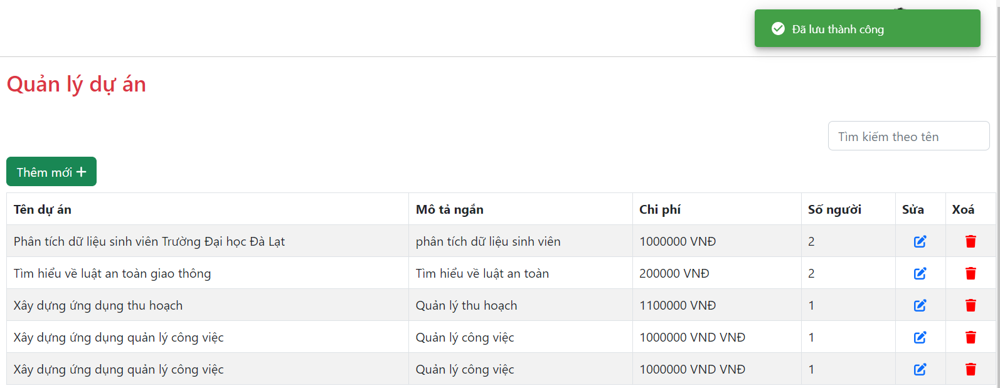 Đã lưu thành công
Quản lý dự án
Tìm kiếm theo tên
Thêm mới +
Tên dự án Mô tả ngắn Chi phí Số người Sửa Xoá
Phân tích dữ liệu sinh viên Trường Đại học Đà Lạt phân tích dữ liệu sinh viên 1000000 VNĐ 2
Tìm hiểu về luật an toàn giao thông Tìm hiểu về luật an toàn 200000 VNĐ 2
Xây dựng ứng dụng thu hoạch Quản lý thu hoạch 1100000 VNĐ 1
Xây dựng ứng dụng quản lý công việc Quản lý công việc 1000000 VND VNĐ 1
Xây dựng ứng dụng quản lý công việc Quản lý công việc 1000000 VND VNĐ 1